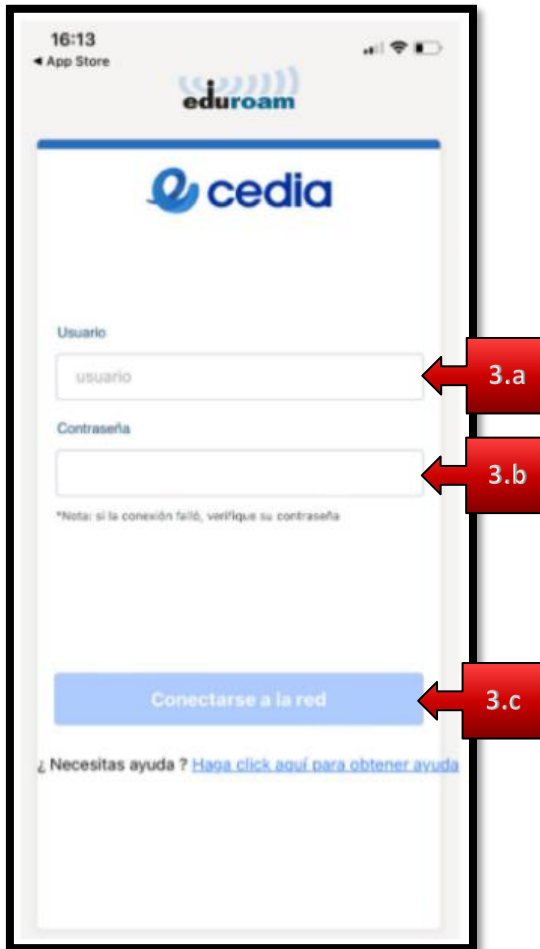 16:13
◄ App Store
eduroam
cedia
Usuario
usuario
3.a
Contraseña
3.b
*Nota: si la conexión falló, verifique su contraseña
Conectarse a la red
3.c
¿ Necesitas ayuda ? Haga click aquí para obtener ayuda